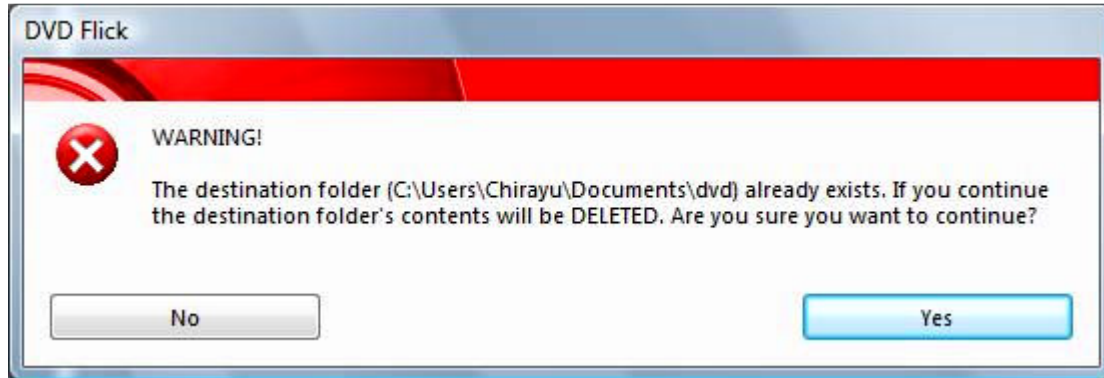 DVD Flick
WARNING!
The destination folder (C:\Users\Chirayu\Documents\dvd) already exists. If you continue
the destination folder's contents will be DELETED. Are you sure you want to continue?
No
Yes